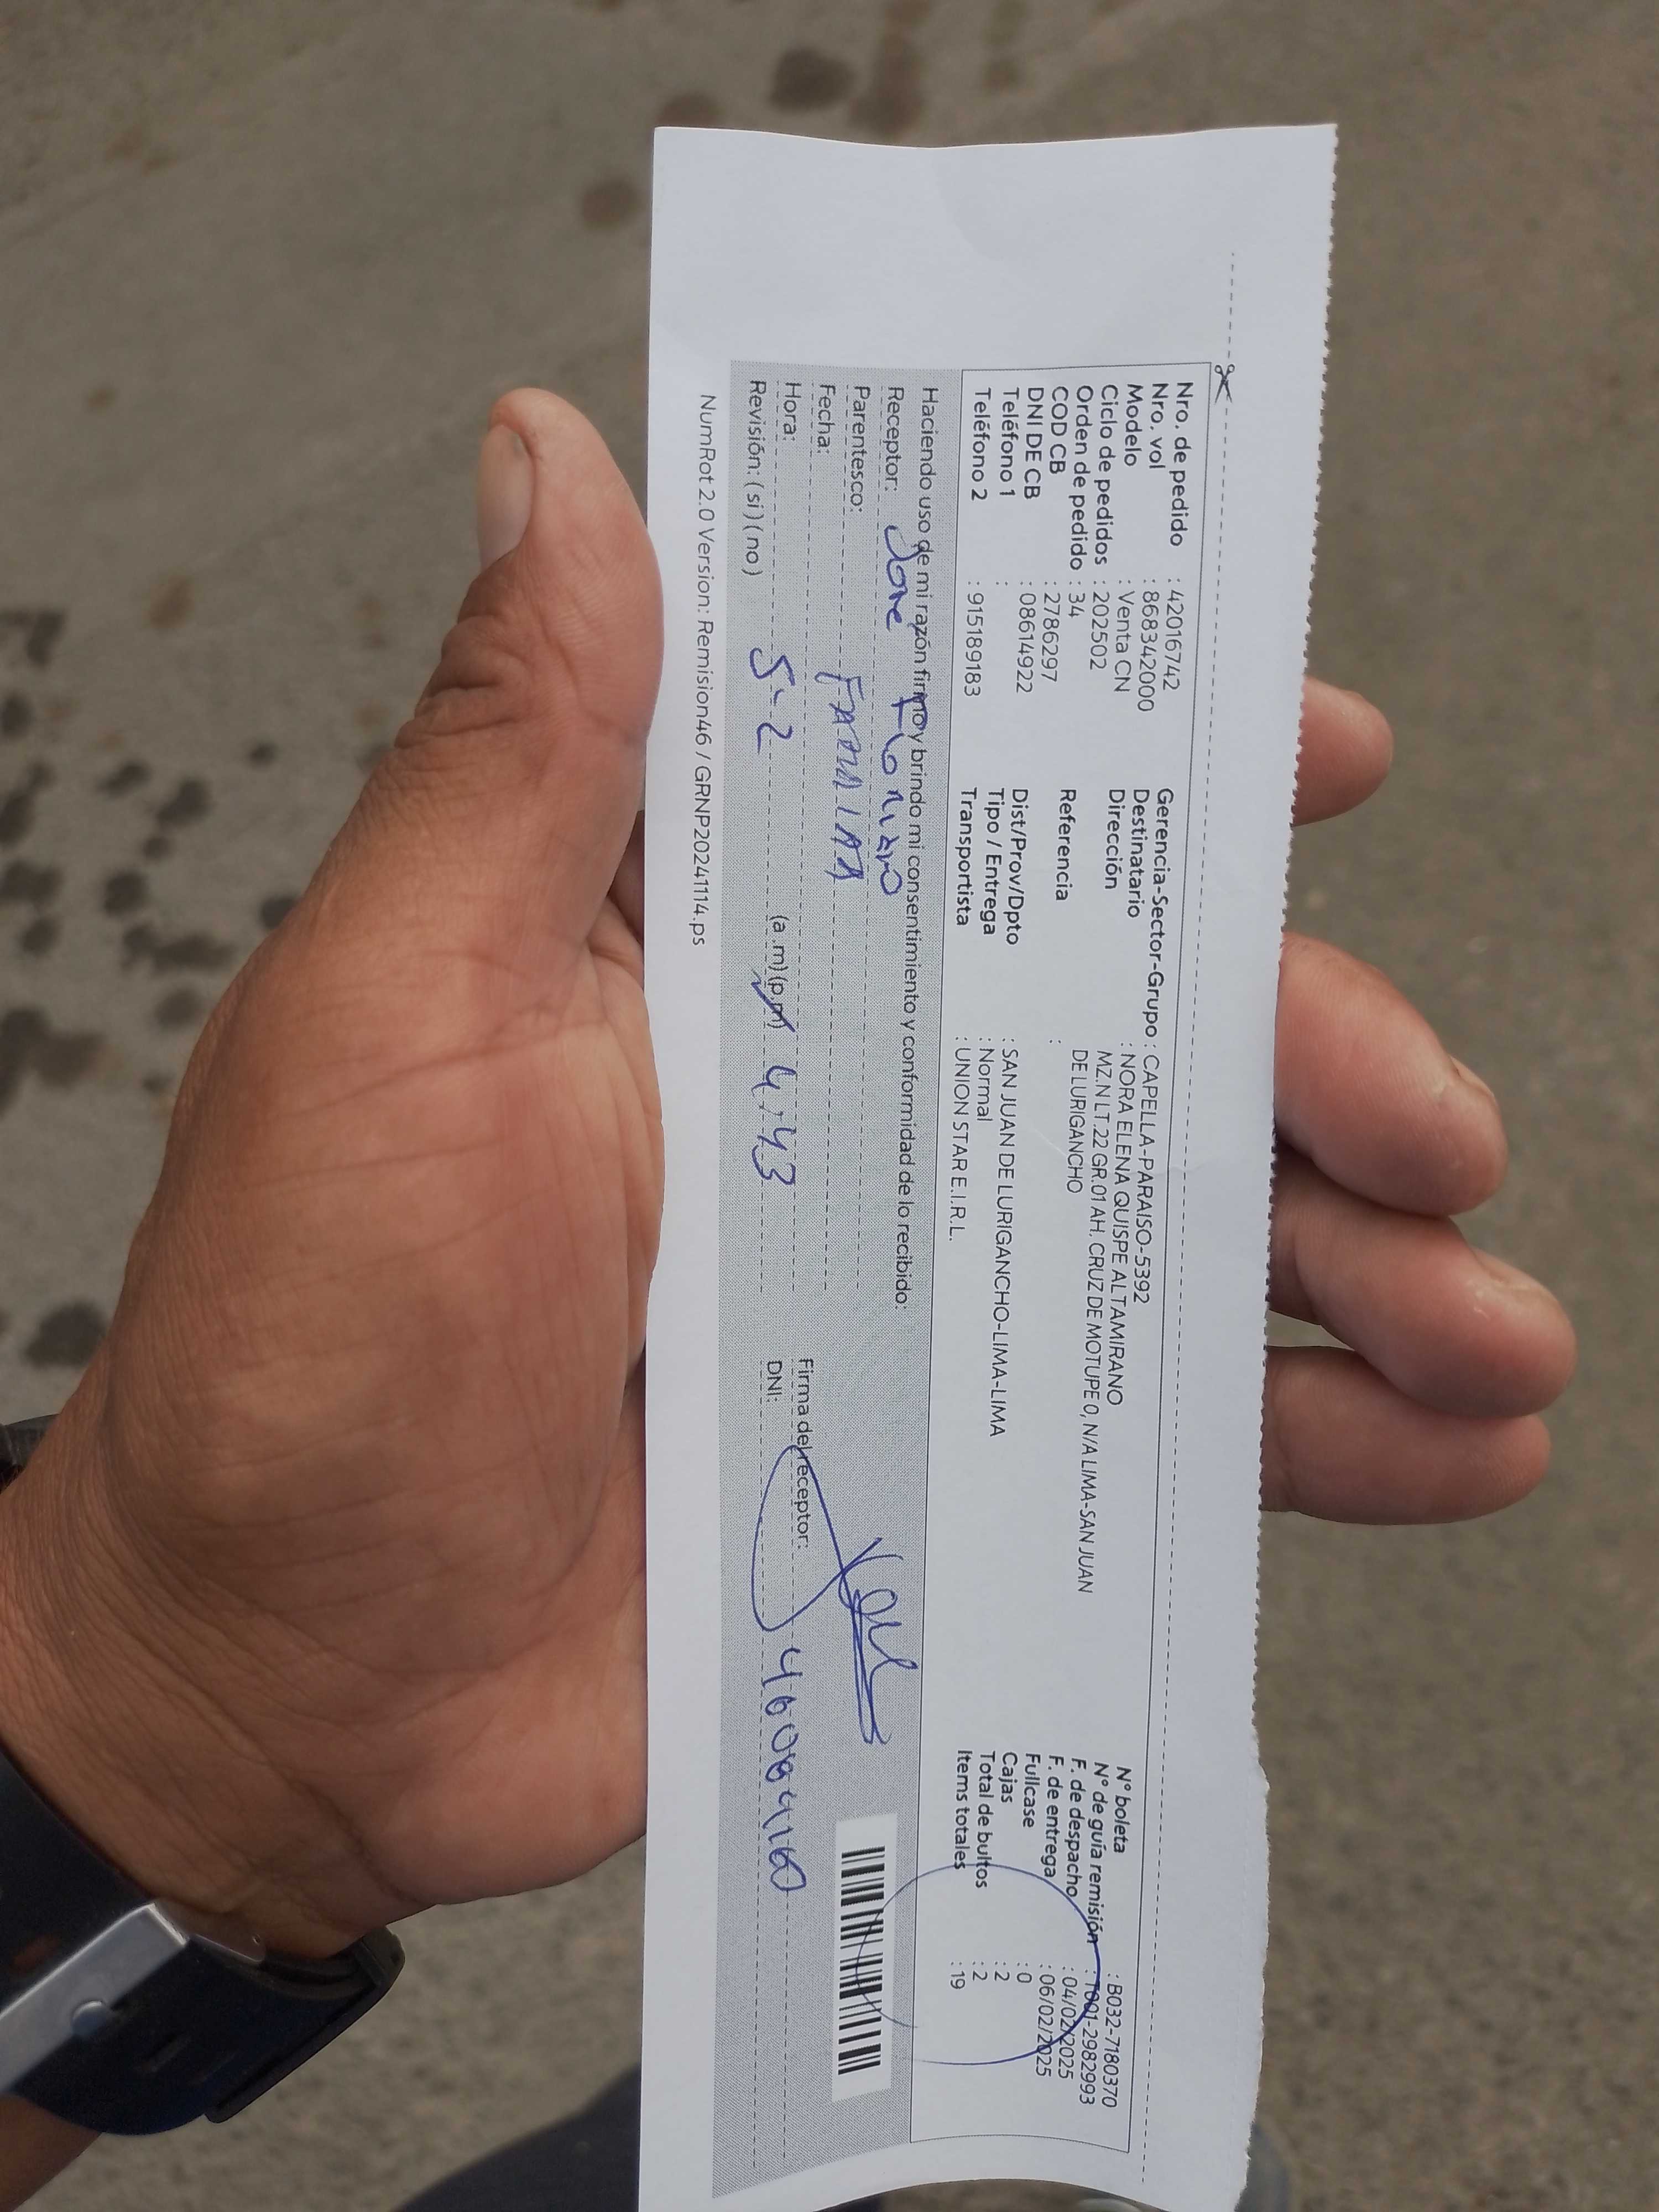 Nro. de pedido : 42016742
Nro. vol : 868342000
Modelo : Venta CN
Ciclo de pedidos : 202502
Orden de pedido : 34
COD CB : 27862297
DNI DE CB : 08614922
Teléfono 1 :
Teléfono 2 : 915189183
Gerencia-Sector-Grupo : CAPELLA-PARAISO-5392
Destinatario : NORA ELENA QUISPE ALTAMIRANO
Dirección MZ.N LT.22 GR.01 AH. CRUZ DE MOTUPE 0, N/A LIMA-SAN JUAN
DE LURIGANCHO
Referencia :
Dist/Prov/Dpto : SAN JUAN DE LURIGANCHO-LIMA-LIMA
Tipo / Entrega : Normal
Transportista : UNION STAR E.I.R.L.
N° boleta : B032-7180370
N° de guía remisión : T001-2982993
F. de despacho : 04/02/2025
F. de entrega : 06/02/2025
Fullcase : 0
Cajas : 2
Total de bultos : 2
Items totales : 19
Haciendo uso de mi razón firmo y brindo mi consentimiento y conformidad de lo recibido:
Receptor: Jone
Parentesco:
Fecha:
Hora: 5-2 (a.m)(p.m) 4:43
Revisión: (si)(no)
Firma del receptor:
DNI:
NumRot 2.0 Version: Remision46 / GRNP20241114.ps